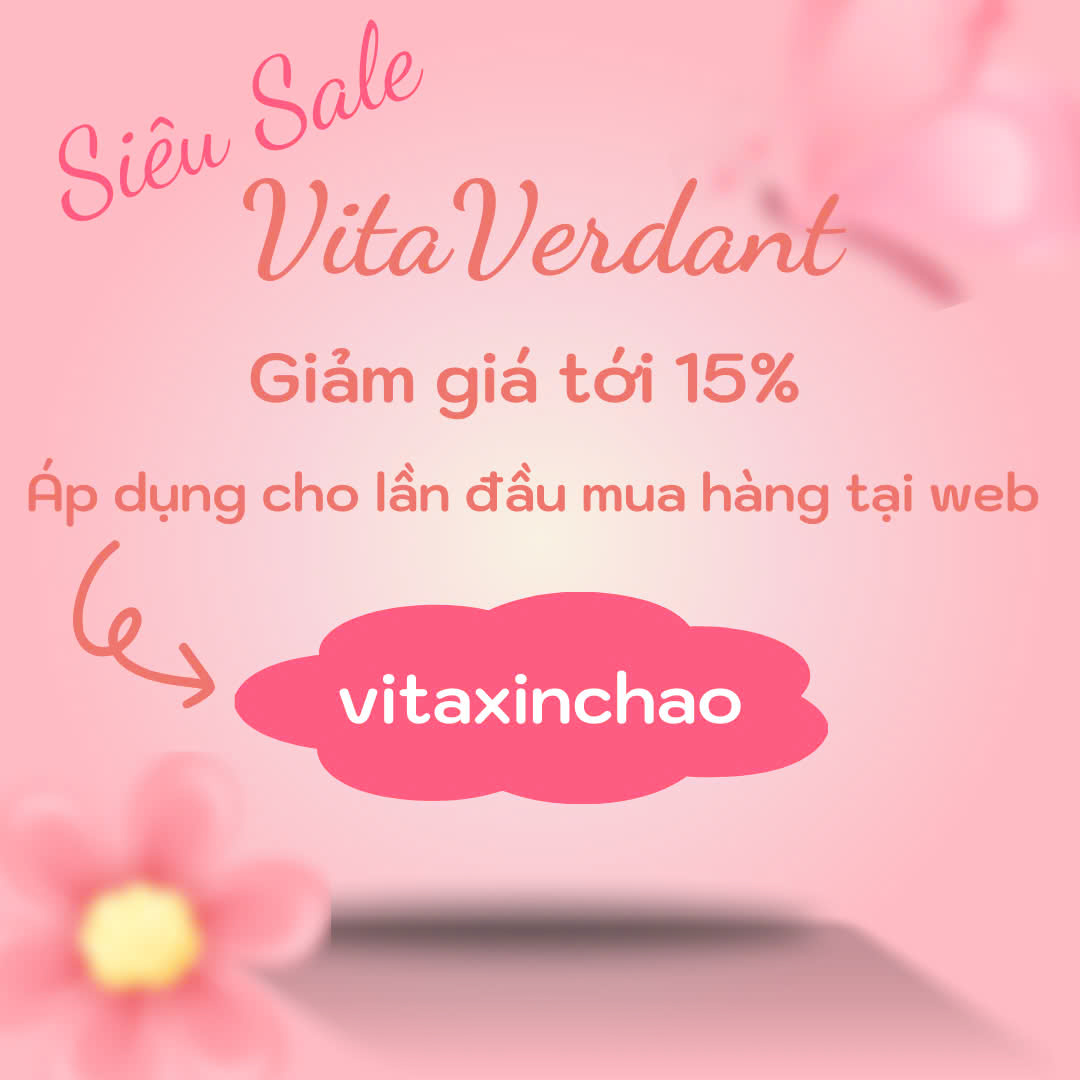 Siêu Sale
VitaVerdant
Giảm giá tới 15%
Áp dụng cho lần đầu mua hàng tại web
vitaxinchao